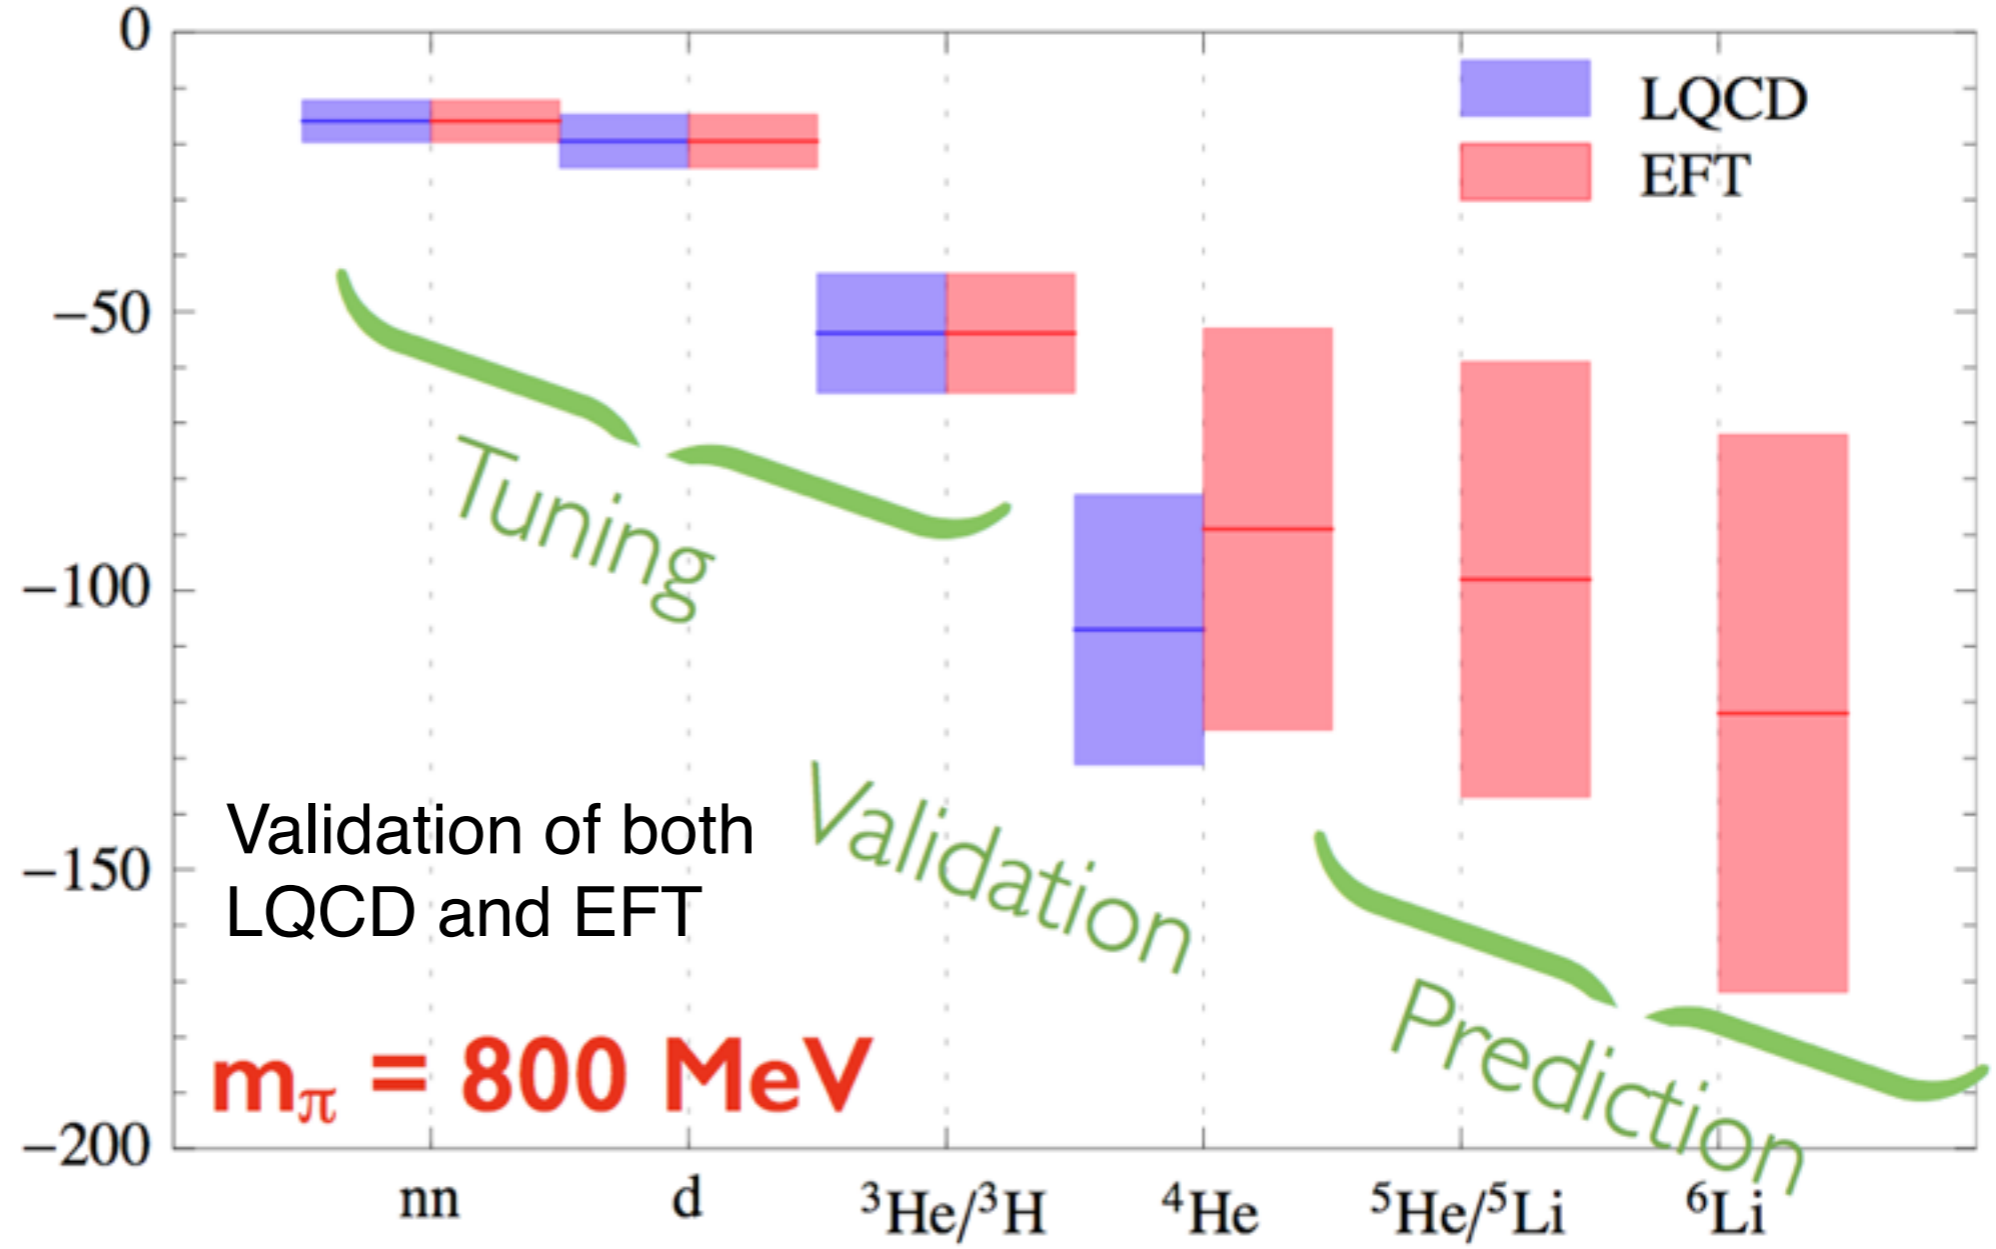 0
−50
−100
−150
−200
LQCD
EFT
Tuning
Validation
Prediction
Validation of both
LQCD and EFT
mπ = 800 MeV
nn
d
³He/³H
⁴He
⁵He/⁵Li
⁶Li